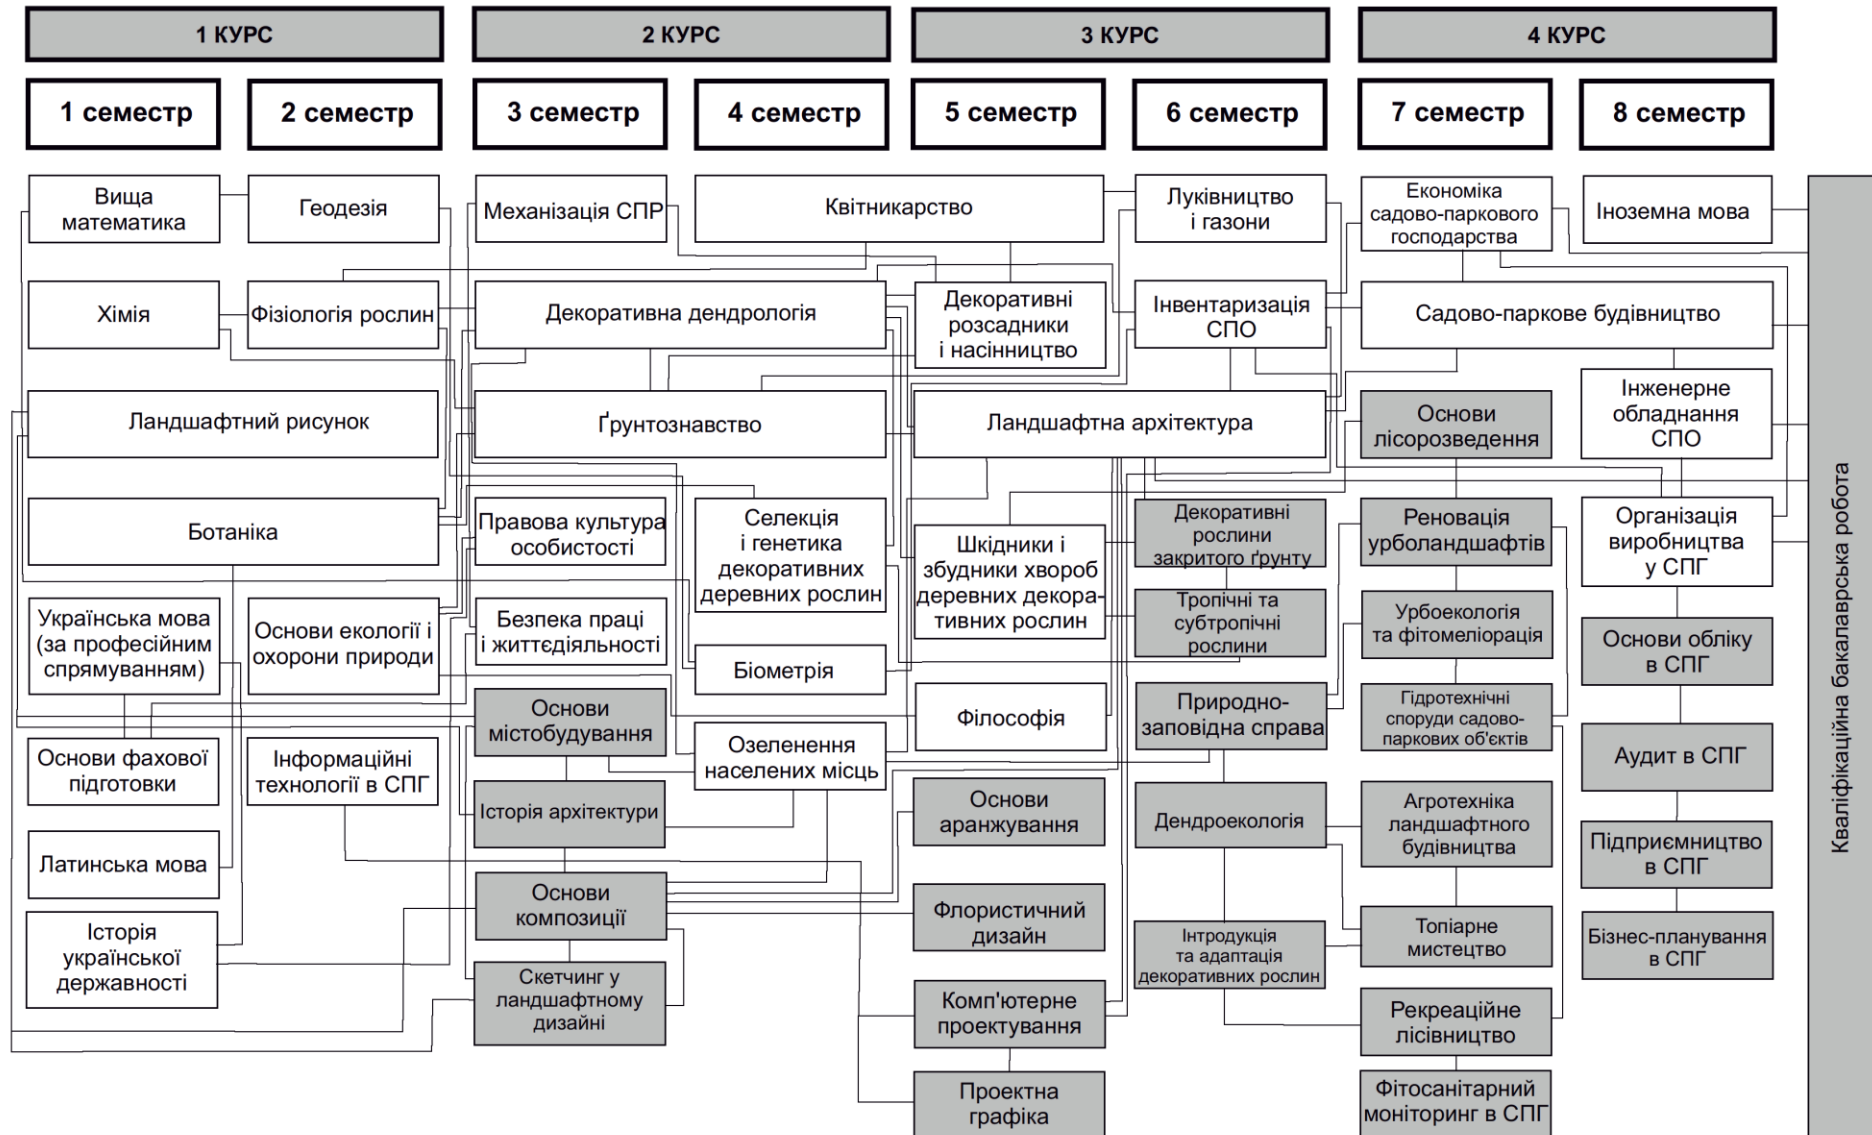 1 КУРС
2 КУРС
3 КУРС
4 КУРС
1 семестр
2 семестр
3 семестр
4 семестр
5 семестр
6 семестр
7 семестр
8 семестр
Вища
математика
Геодезія
Механізація СПР
Квітникарство
Луківництво
і газони
Економіка
садово-паркового
господарства
Іноземна мова
Хімія
Фізіологія рослин
Декоративна дендрологія
Декоративні
розсадники
і насінництво
Інвентаризація
СПО
Садово-паркове будівництво
Ландшафтний рисунок
Ґрунтознавство
Ландшафтна архітектура
Основи
лісорозведення
Інженерне
обладнання
СПО
Ботаніка
Правова культура
особистості
Селекція
і генетика
декоративних
деревних рослин
Шкідники і
збудники хвороб
деревних декора-
тивних рослин
Декоративні
рослини
закритого ґрунту
Реновація
урболандшафтів
Організація
виробництва
у СПГ
Українська мова
(за професійним
спрямуванням)
Основи екології і
охорони природи
Безпека праці
і життєдіяльності
Біометрія
Тропічні та
субтропічні
рослини
Урбоекологія
та фітомеліорація
Основи обліку
в СПГ
Основи
містобудування
Філософія
Природно-
заповідна справа
Гідротехнічні
споруди садово-
паркових об'єктів
Основи фахової
підготовки
Інформаційні
технології в СПГ
Озеленення
населених місць
Аудит в СПГ
Історія архітектури
Основи
аранжування
Дендроекологія
Агротехніка
ландшафтного
будівництва
Латинська мова
Підприємництво
в СПГ
Основи
композиції
Флористичний
дизайн
Інтродукція
та адаптація
декоративних рослин
Топіарне
мистецтво
Бізнес-планування
в СПГ
Історія
української
державності
Скетчинг у
ландшафтному
дизайні
Комп'ютерне
проектування
Рекреаційне
лісівництво
Проектна
графіка
Фітосанітарний
моніторинг в СПГ
Кваліфікаційна бакалаврська робота